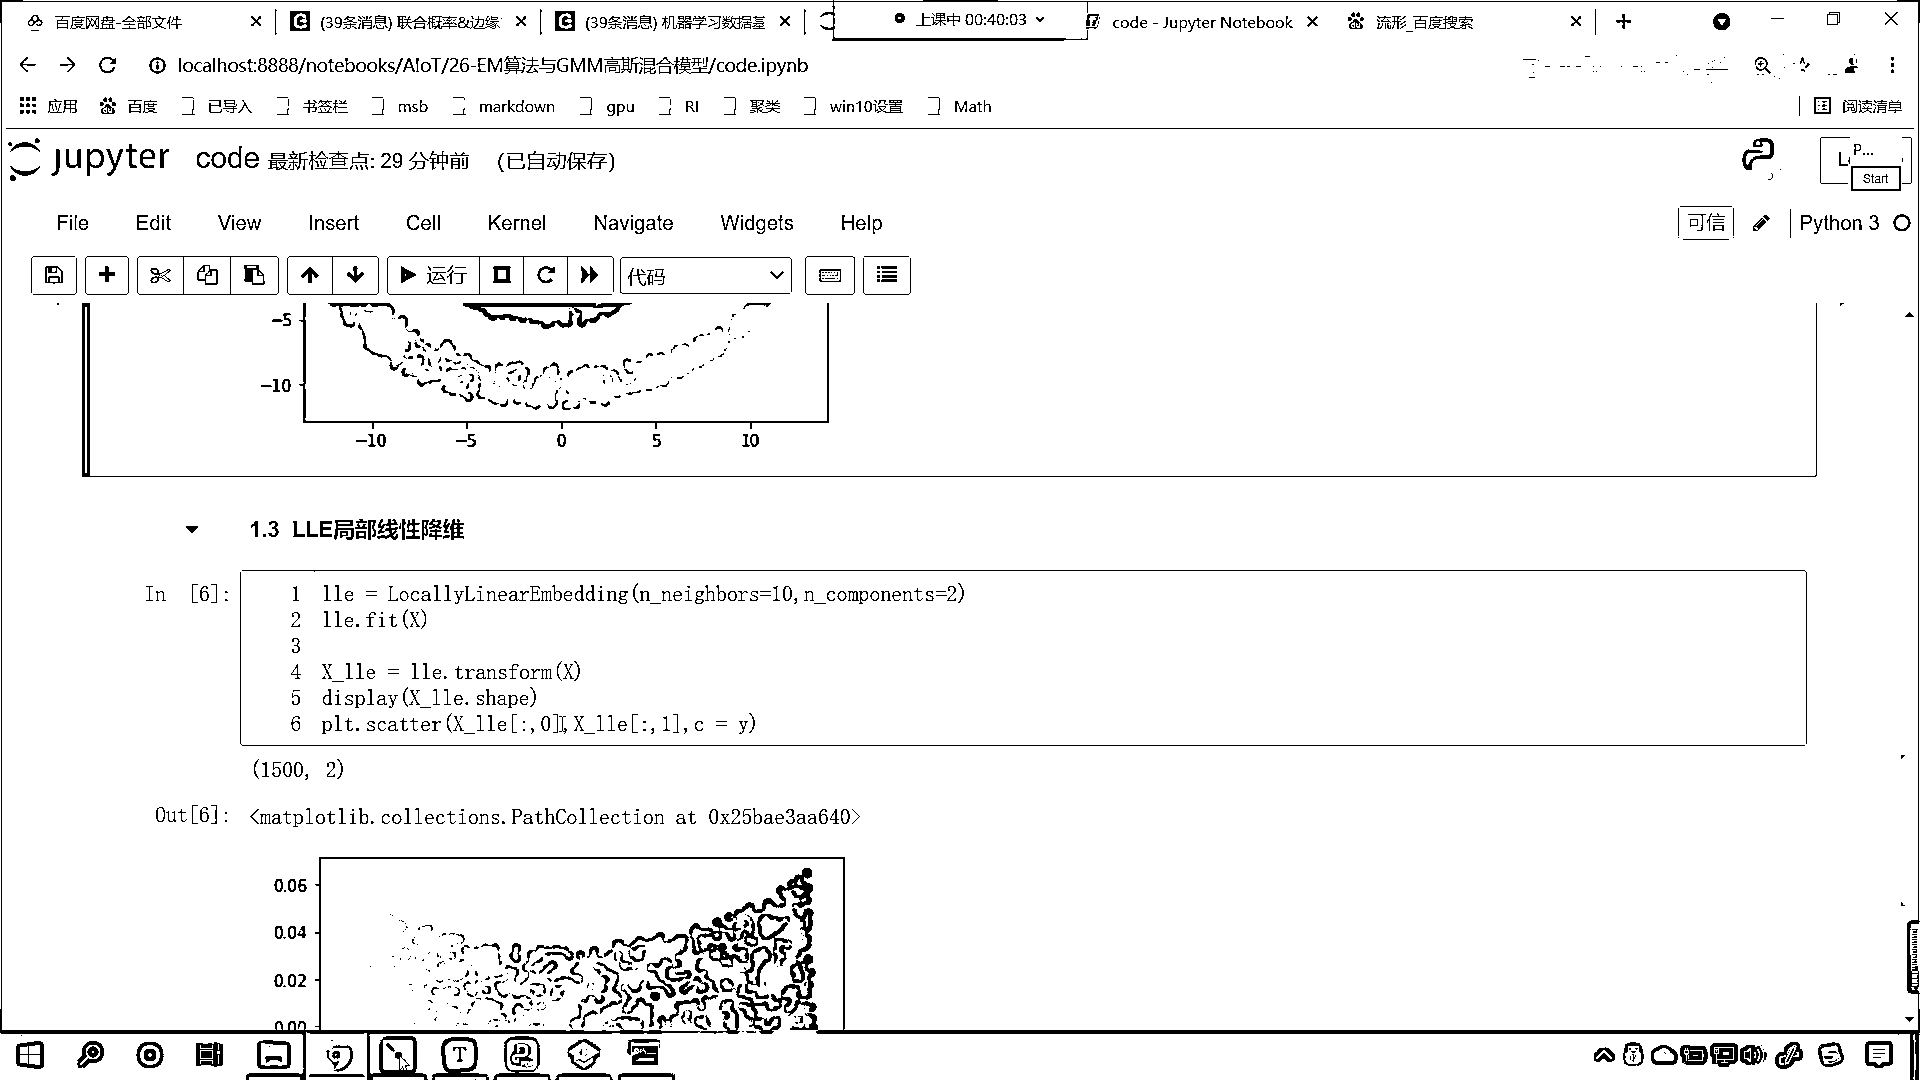 百度网盘-全部文件
(39条消息) 联合概率&边缘
(39条消息) 机器学习数据基
上课中 00:40:03
code - Jupyter Notebook
流形_百度搜索
localhost:8888/notebooks/AIoT/26-EM算法与GMM高斯混合模型/code.ipynb
应用 百度 已导入 书签栏 msb markdown gpu RI 聚类 win10设置 Math 阅读清单
jupyter code 最新检查点: 29 分钟前 (已自动保存)
P...
Start
File Edit View Insert Cell Kernel Navigate Widgets Help 可信 Python 3
运行 代码
−5
−10
−10 −5 0 5 10
1.3 LLE局部线性降维
In [6]:
1 lle = LocallyLinearEmbedding(n_neighbors=10,n_components=2)
2 lle.fit(X)
3
4 X_lle = lle.transform(X)
5 display(X_lle.shape)
6 plt.scatter(X_lle[:,0],X_lle[:,1],c = y)
(1500, 2)
Out[6]: <matplotlib.collections.PathCollection at 0x25bae3aa640>
0.06
0.04
0.02
0.00